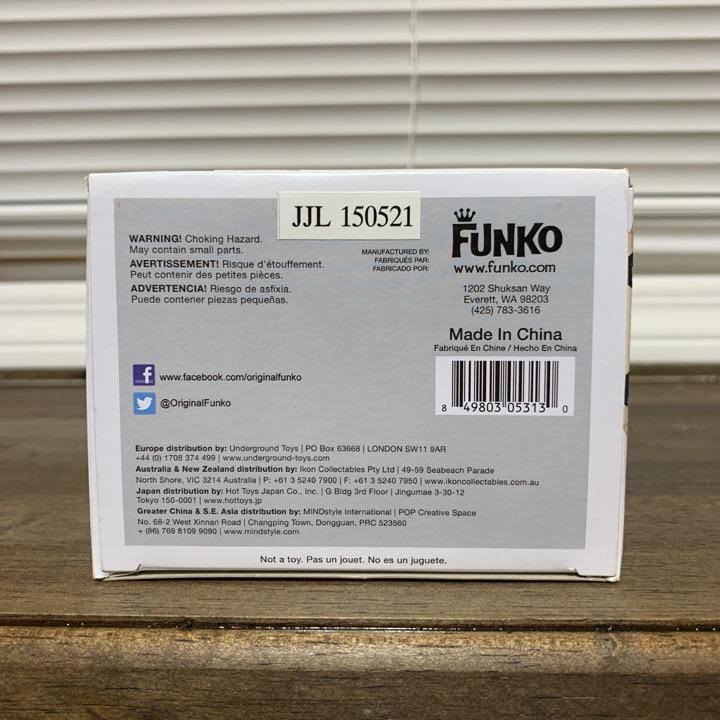 JJL 150521
WARNING! Choking Hazard.
May contain small parts.
AVERTISSEMENT! Risque d'étouffement.
Peut contenir des petites pièces.
ADVERTENCIA! Riesgo de asfixia.
Puede contener piezas pequeñas.
MANUFACTURED BY:
FABRIQUÉS PAR:
FABRICADO POR:
FUNKO
www.funko.com
1202 Shuksan Way
Everett, WA 98203
(425) 783-3616
Made In China
Fabriqué En Chine / Hecho En China
8 49803 05313 0
f www.facebook.com/originalfunko
@OriginalFunko
Europe distribution by: Underground Toys | PO Box 63668 | LONDON SW11 9AR
+44 (0) 1708 374 499 | www.underground-toys.com
Australia & New Zealand distribution by: Ikon Collectables Pty Ltd | 49-59 Seabeach Parade
North Shore, VIC 3214 Australia | P: +61 3 5240 7900 | F: +61 3 5240 7950 | www.ikoncollectables.com.au
Japan distribution by: Hot Toys Japan Co., Inc. | G Bldg 3rd Floor | Jingumae 3-30-12
Tokyo 150-0001 | www.hottoys.jp
Greater China & S.E. Asia distribution by: MINDstyle International | POP Creative Space
No. 68-2 West Xinnan Road | Changping Town, Dongguan, PRC 523560
+ (86) 769 8109 9090 | www.mindstyle.com
Not a toy. Pas un jouet. No es un juguete.